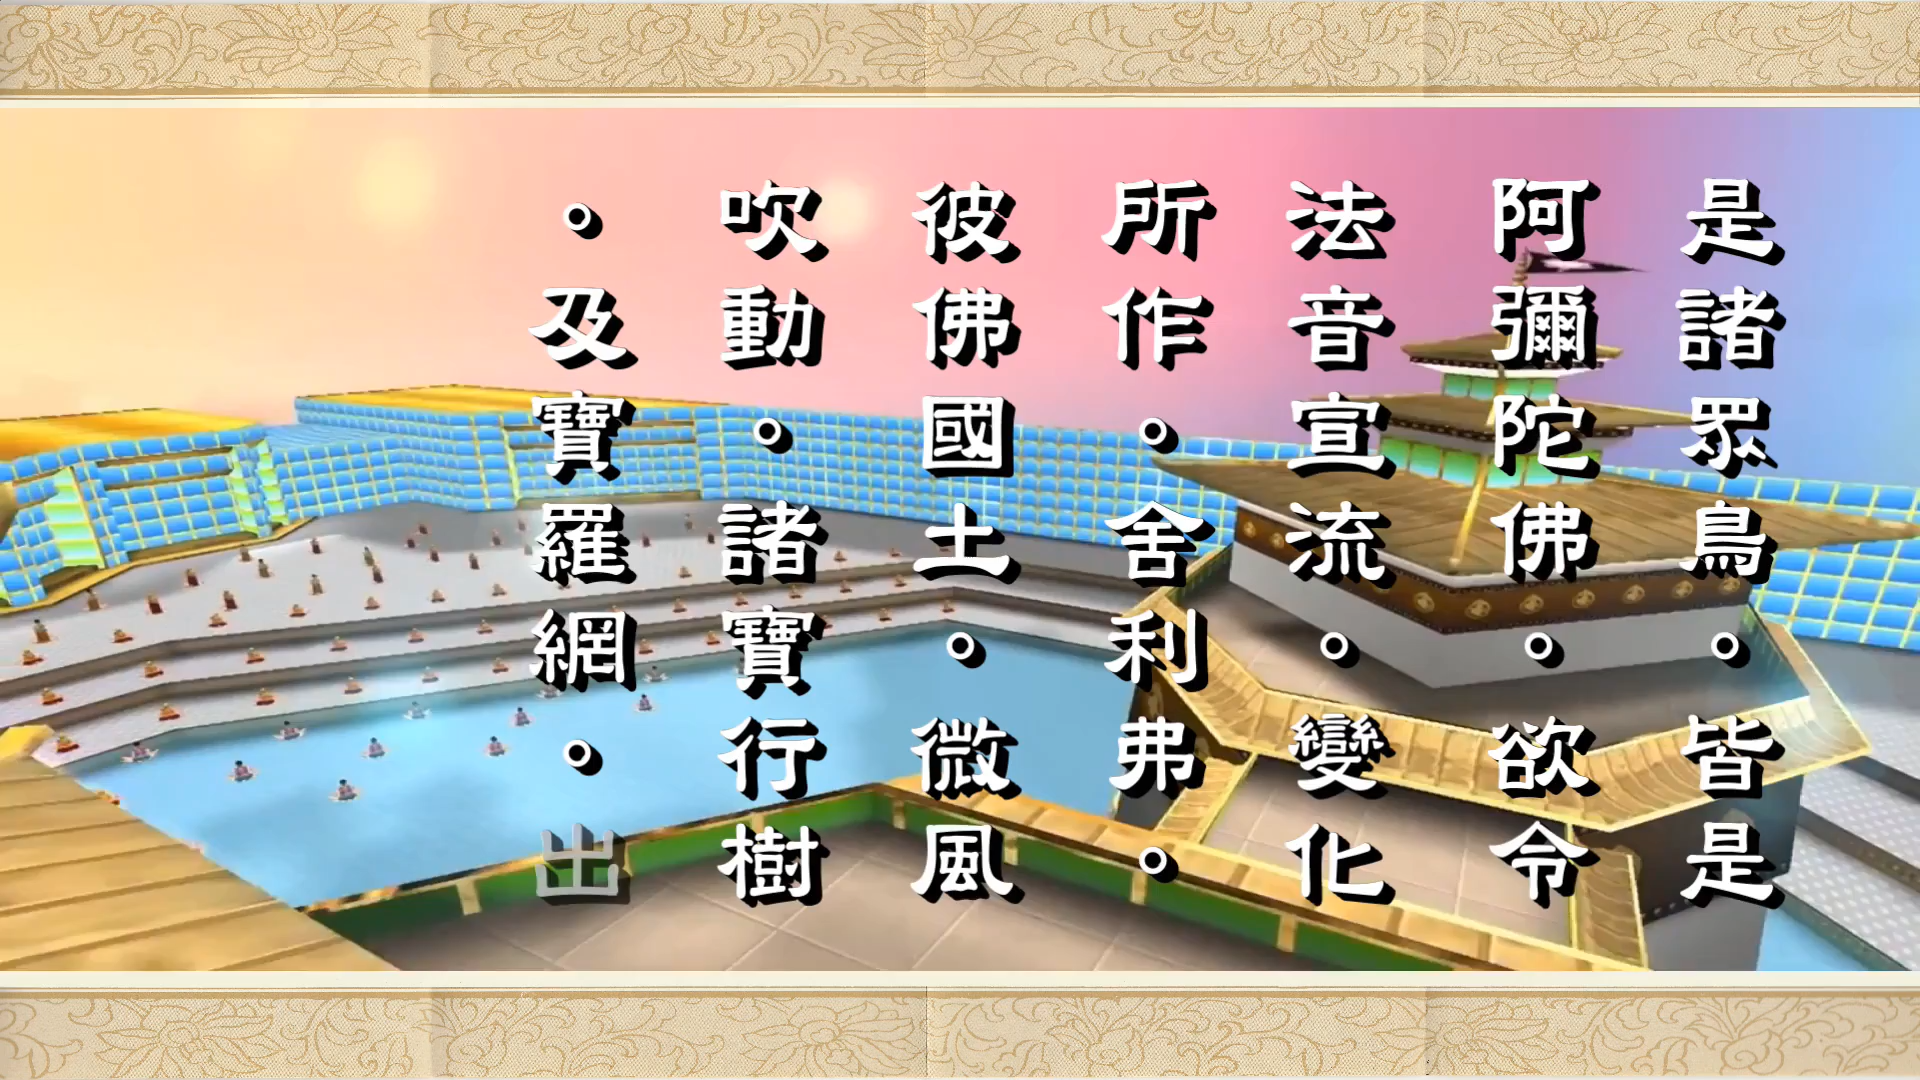 是諸眾鳥。皆是
阿彌陀佛。欲令
法音宣流。變化
所作。舍利弗。
彼佛國土。微風
吹動。諸寶行樹
。及寶羅網。出